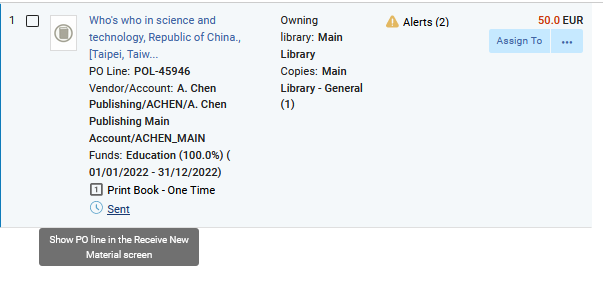 1
Who's who in science and
technology, Republic of China.,
[Taipei, Taiw...
PO Line: POL-45946
Vendor/Account: A. Chen
Publishing/ACHEN/A. Chen
Publishing Main
Account/ACHEN_MAIN
Funds: Education (100.0%) (
01/01/2022 - 31/12/2022)
1 Print Book - One Time
Sent
Owning
library: Main
Library
Copies: Main
Library - General
(1)
Alerts (2)
50.0 EUR
Assign To
...
Show PO line in the Receive New
Material screen